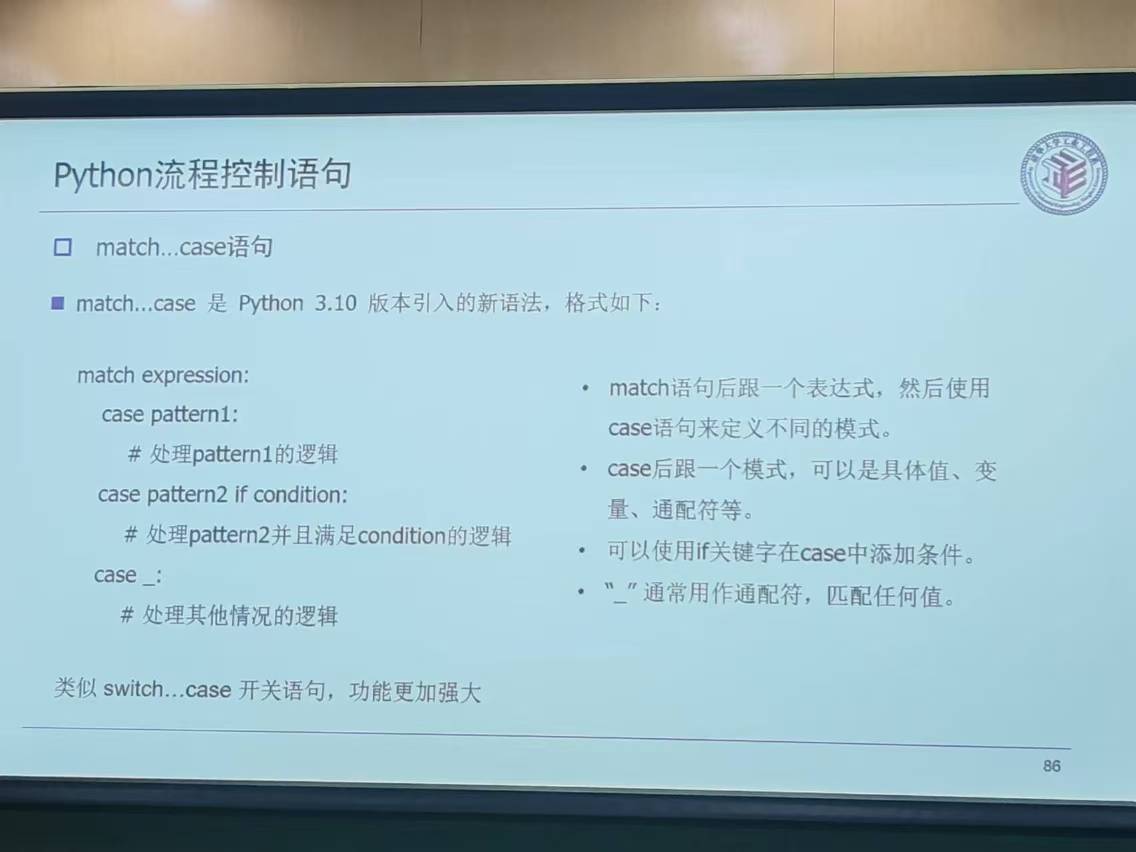 Python流程控制语句
match...case语句
match...case 是 Python 3.10 版本引入的新语法，格式如下：
match expression:
case pattern1:
# 处理pattern1的逻辑
case pattern2 if condition:
# 处理pattern2并且满足condition的逻辑
case _:
# 处理其他情况的逻辑
• match语句后跟一个表达式，然后使用
case语句来定义不同的模式。
• case后跟一个模式，可以是具体值、变
量、通配符等。
• 可以使用if关键字在case中添加条件。
• “_” 通常用作通配符，匹配任何值。
类似 switch...case 开关语句，功能更加强大
86